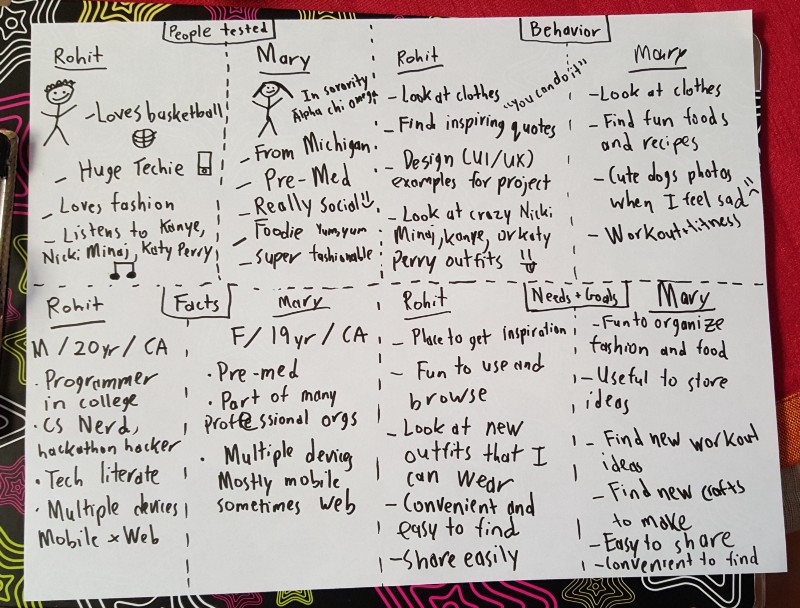 People tested
Rohit
-Loves basketball
- Huge Techie
- Loves fashion
- Listens to Kanye,
Nicki Minaj, Katy Perry
Mary
In sorority
Alpha chi omega
- From Michigan.
- Pre-Med
- Really Social
- Foodie Yumyum
- super fashionable
Behavior
Rohit
- Look at clothes
"You can do it"
- Find inspiring quotes
- Design (UI/UX)
examples for project
- Look at crazy Nicki
Minaj, Kanye, or Katy
Perry outfits
Mary
- Look at clothes
- Find fun foods
and recipes
- Cute dogs photos
when I feel sad
- Workout+fitness
Facts
Rohit
M / 20yr / CA
• Programmer
in college
• CS Nerd,
hackathon hacker
• Tech literate
• Multiple devices
Mobile x Web
Mary
F / 19yr / CA
• Pre-med
• Part of many
proffessional orgs
• Multiple devices
Mostly mobile
sometimes web
Needs + Goals
Rohit
- Place to get inspiration
- Fun to use and
browse
- Look at new
outfits that I
can wear
- Convenient and
easy to find
- Share easily
Mary
- Fun to organize
fashion and food
- Useful to store
ideas
- Find new workout
ideas
- Find new crafts
to make
- Easy to share
- Convenient to find